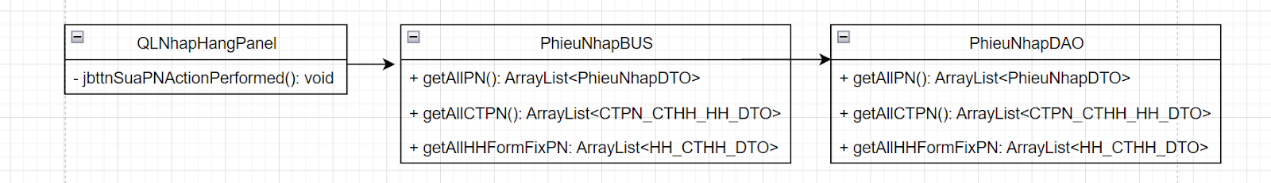 QLNhapHangPanel
- jbttnSuaPNActionPerformed(): void
PhieuNhapBUS
+ getAllPN(): ArrayList<PhieuNhapDTO>
+ getAllCTPN(): ArrayList<CTPN_CTHH_HH_DTO>
+ getAllHHFormFixPN: ArrayList<HH_CTHH_DTO>
PhieuNhapDAO
+ getAllPN(): ArrayList<PhieuNhapDTO>
+ getAllCTPN(): ArrayList<CTPN_CTHH_HH_DTO>
+ getAllHHFormFixPN: ArrayList<HH_CTHH_DTO>